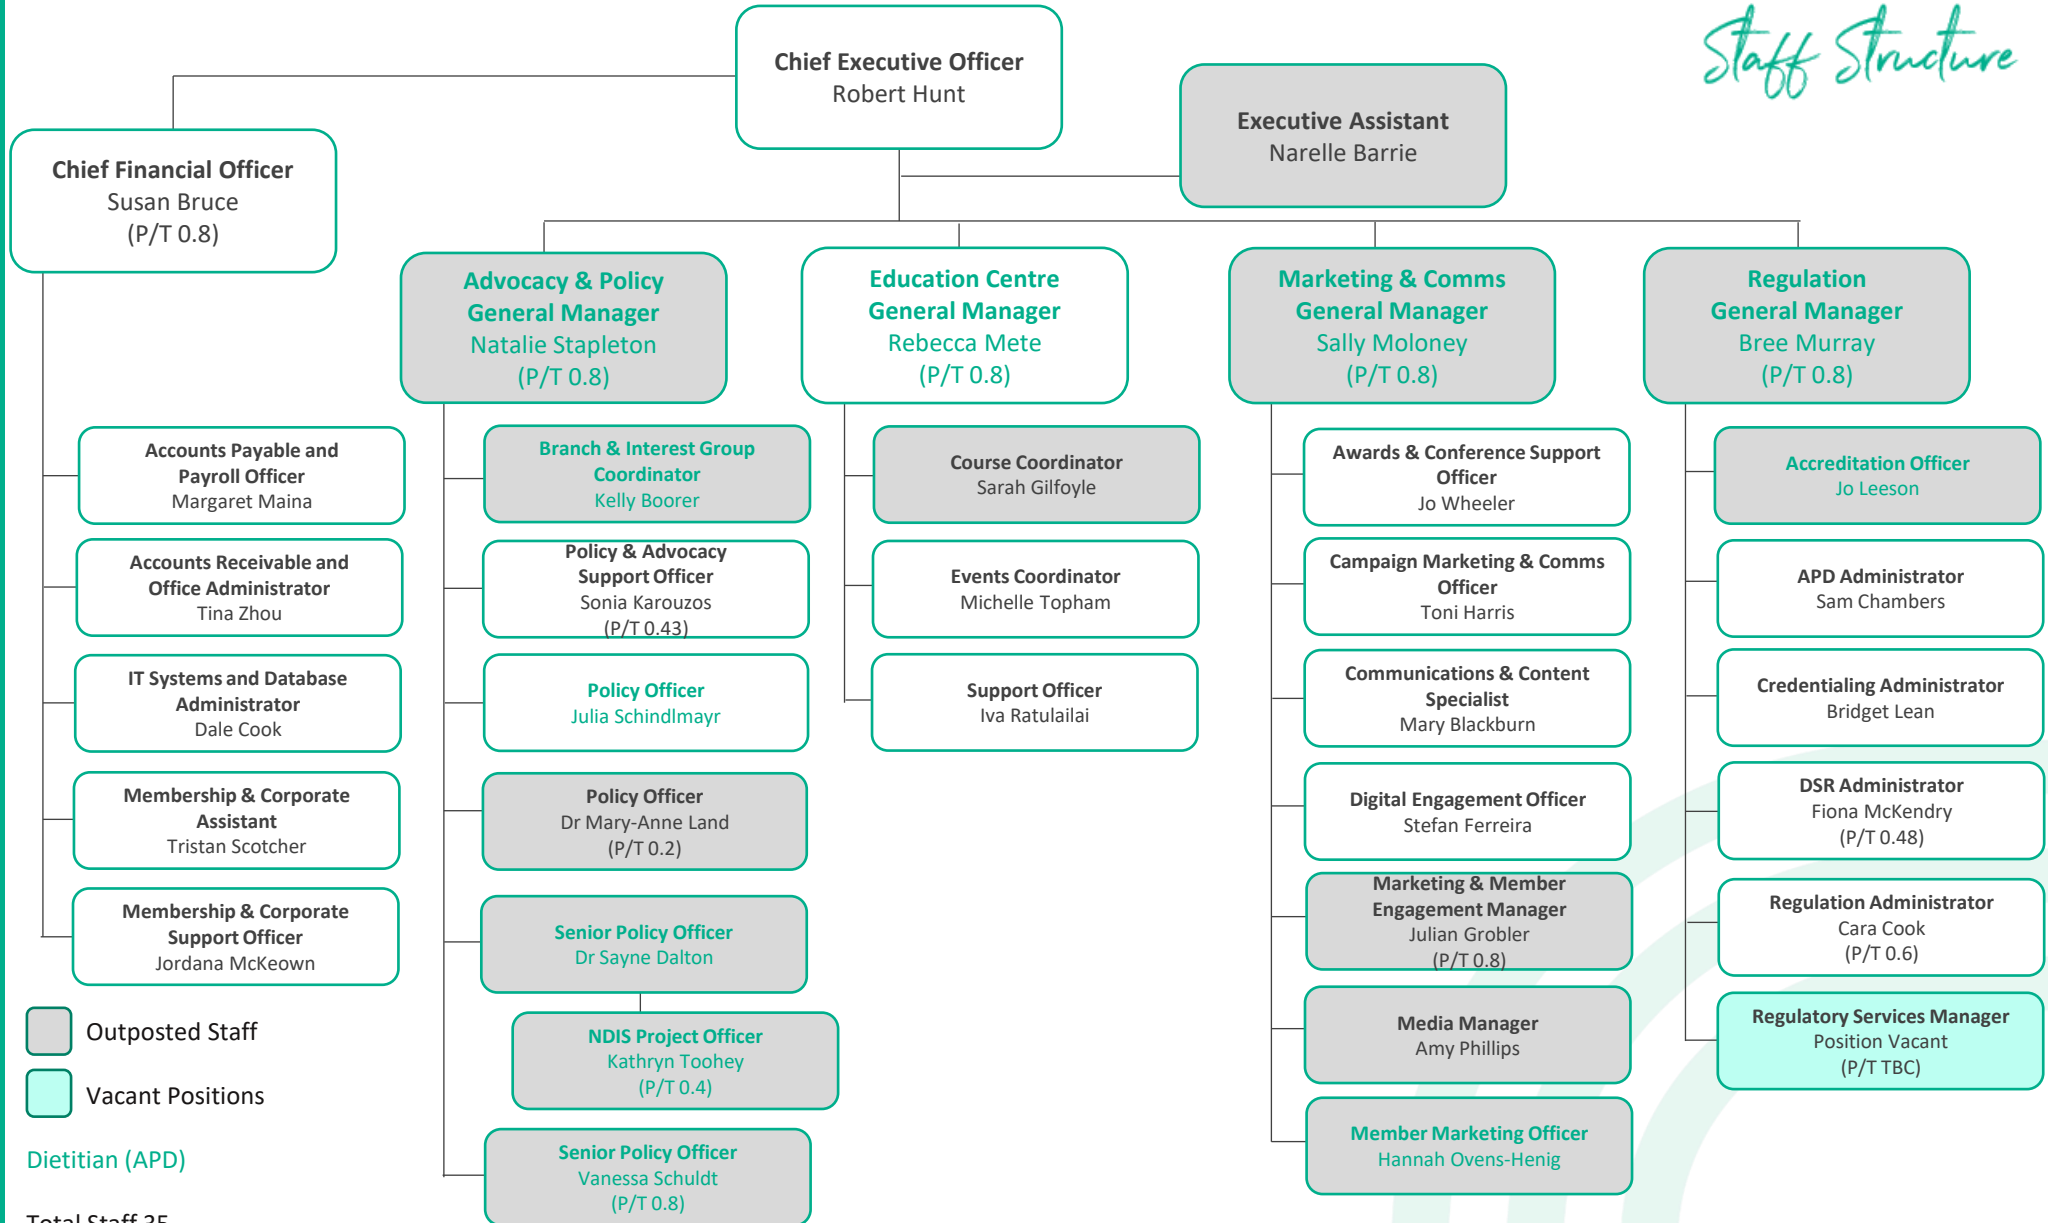 Staff Structure
Chief Executive Officer
Robert Hunt
Executive Assistant
Narelle Barrie
Chief Financial Officer
Susan Bruce
(P/T 0.8)
Advocacy & Policy
General Manager
Natalie Stapleton
(P/T 0.8)
Education Centre
General Manager
Rebecca Mete
(P/T 0.8)
Marketing & Comms
General Manager
Sally Moloney
(P/T 0.8)
Regulation
General Manager
Bree Murray
(P/T 0.8)
Accounts Payable and
Payroll Officer
Margaret Maina
Accounts Receivable and
Office Administrator
Tina Zhou
IT Systems and Database
Administrator
Dale Cook
Membership & Corporate
Assistant
Tristan Scotcher
Membership & Corporate
Support Officer
Jordana McKeown
Branch & Interest Group
Coordinator
Kelly Boorer
Policy & Advocacy
Support Officer
Sonia Karouzos
(P/T 0.43)
Policy Officer
Julia Schindlmayr
Policy Officer
Dr Mary-Anne Land
(P/T 0.2)
Senior Policy Officer
Dr Sayne Dalton
NDIS Project Officer
Kathryn Toohey
(P/T 0.4)
Senior Policy Officer
Vanessa Schuldt
(P/T 0.8)
Course Coordinator
Sarah Gilfoyle
Events Coordinator
Michelle Topham
Support Officer
Iva Ratulailai
Awards & Conference Support
Officer
Jo Wheeler
Campaign Marketing & Comms
Officer
Toni Harris
Communications & Content
Specialist
Mary Blackburn
Digital Engagement Officer
Stefan Ferreira
Marketing & Member
Engagement Manager
Julian Grobler
(P/T 0.8)
Media Manager
Amy Phillips
Member Marketing Officer
Hannah Ovens-Henig
Accreditation Officer
Jo Leeson
APD Administrator
Sam Chambers
Credentialing Administrator
Bridget Lean
DSR Administrator
Fiona McKendry
(P/T 0.48)
Regulation Administrator
Cara Cook
(P/T 0.6)
Regulatory Services Manager
Position Vacant
(P/T TBC)
Outposted Staff
Vacant Positions
Dietitian (APD)
Total Staff 35